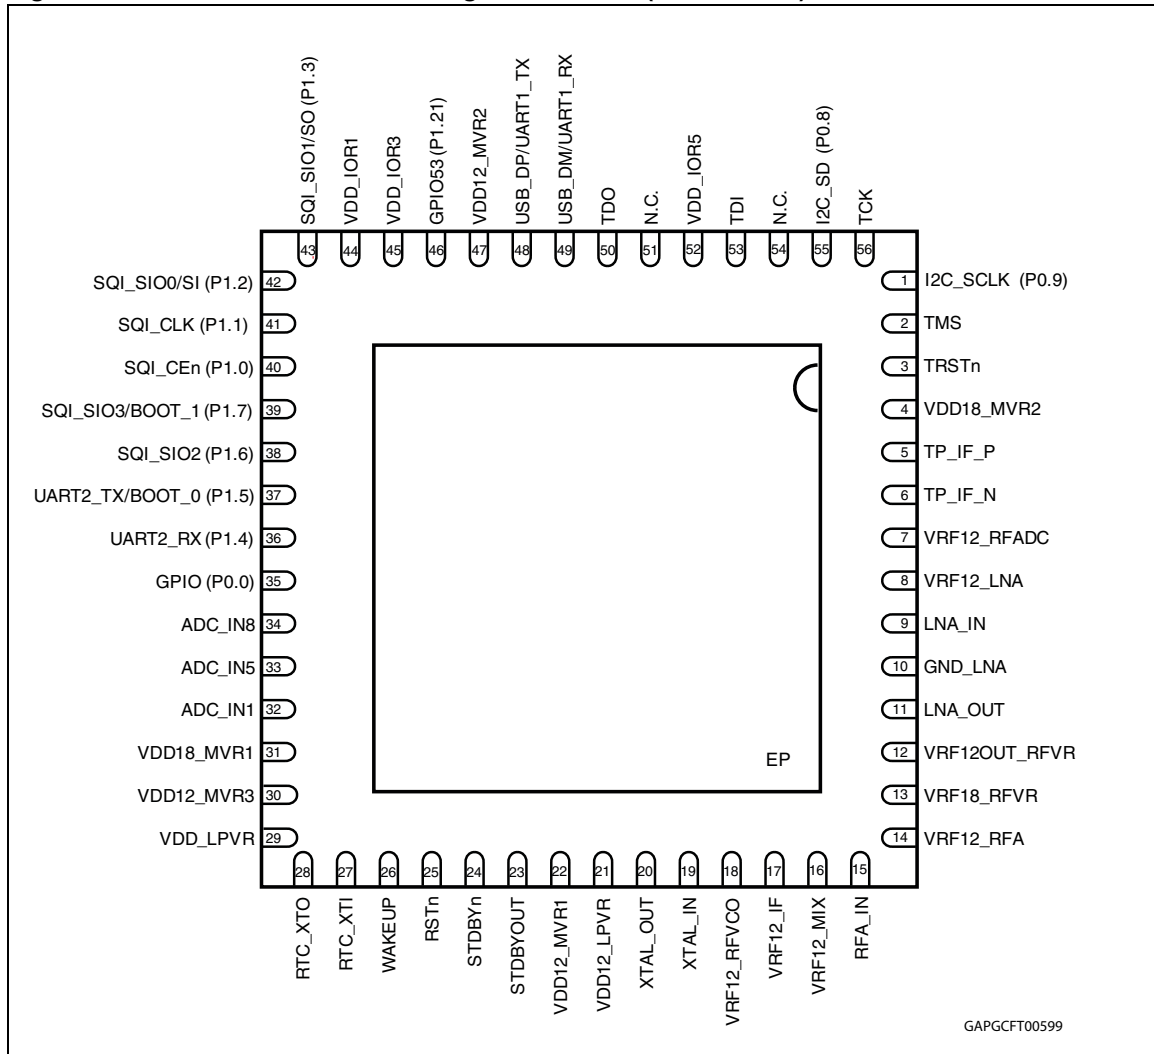 SQI_SIO1/SO (P1.3)
VDD_IOR1
VDD_IOR3
GPIO53 (P1.21)
VDD12_MVR2
USB_DP/UART1_TX
USB_DM/UART1_RX
TDO
N.C.
VDD_IOR5
TDI
N.C.
I2C_SD (P0.8)
TCK
43
44
45
46
47
48
49
50
51
52
53
54
55
56
SQI_SIO0/SI (P1.2) 42
SQI_CLK (P1.1) 41
SQI_CEn (P1.0) 40
SQI_SIO3/BOOT_1 (P1.7) 39
SQI_SIO2 (P1.6) 38
UART2_TX/BOOT_0 (P1.5) 37
UART2_RX (P1.4) 36
GPIO (P0.0) 35
ADC_IN8 34
ADC_IN5 33
ADC_IN1 32
VDD18_MVR1 31
VDD12_MVR3 30
VDD_LPVR 29
1 I2C_SCLK (P0.9)
2 TMS
3 TRSTn
4 VDD18_MVR2
5 TP_IF_P
6 TP_IF_N
7 VRF12_RFADC
8 VRF12_LNA
9 LNA_IN
10 GND_LNA
11 LNA_OUT
12 VRF12OUT_RFVR
13 VRF18_RFVR
14 VRF12_RFA
EP
28
27
26
25
24
23
22
21
20
19
18
17
16
15
RTC_XTO
RTC_XTI
WAKEUP
RSTn
STDBYn
STDBYOUT
VDD12_MVR1
VDD12_LPVR
XTAL_OUT
XTAL_IN
VRF12_RFVCO
VRF12_IF
VRF12_MIX
RFA_IN
GAPGCFT00599